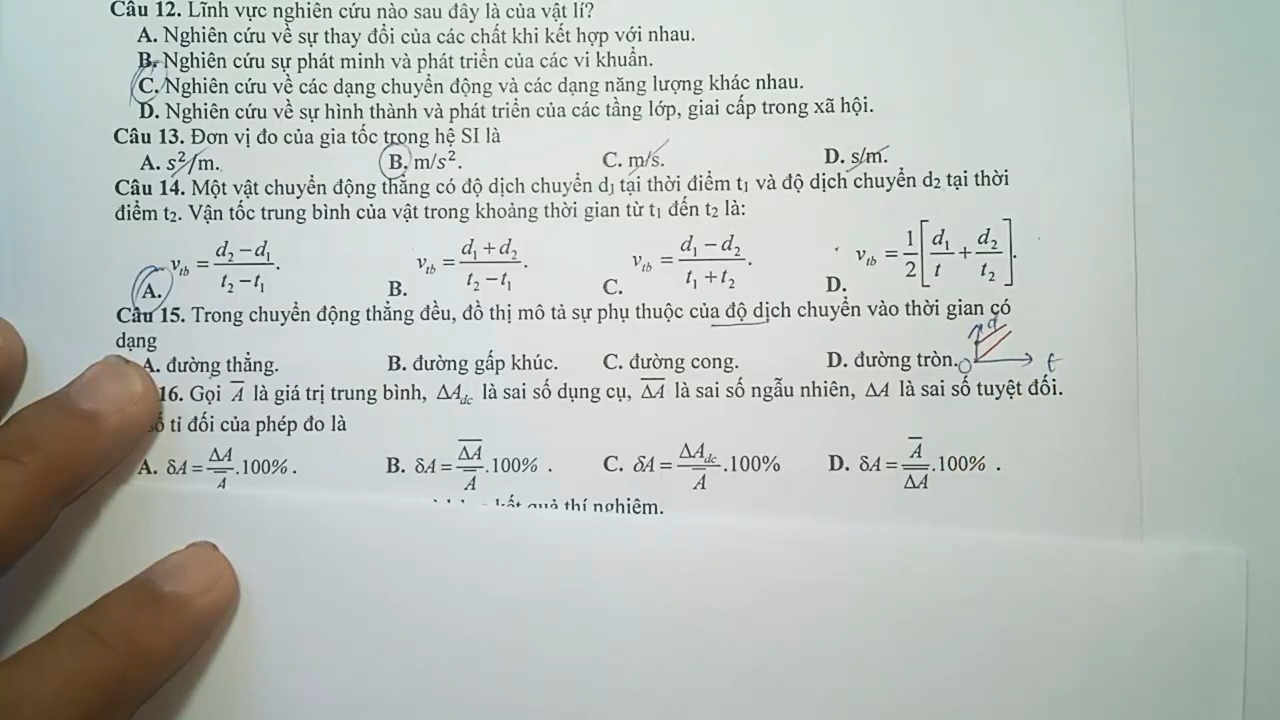 Câu 12. Lĩnh vực nghiên cứu nào sau đây là của vật lí?
A. Nghiên cứu về sự thay đổi của các chất khi kết hợp với nhau.
B. Nghiên cứu sự phát minh và phát triển của các vi khuẩn.
C. Nghiên cứu về các dạng chuyển động và các dạng năng lượng khác nhau.
D. Nghiên cứu về sự hình thành và phát triển của các tầng lớp, giai cấp trong xã hội.
Câu 13. Đơn vị đo của gia tốc trong hệ SI là
A. s²/m. B. m/s². C. m/s. D. s/m.
Câu 14. Một vật chuyển động thẳng có độ dịch chuyển d₁ tại thời điểm t₁ và độ dịch chuyển d₂ tại thời
điểm t₂. Vận tốc trung bình của vật trong khoảng thời gian từ t₁ đến t₂ là:
A. v_tb = (d₂ − d₁)/(t₂ − t₁). B. v_tb = (d₁ + d₂)/(t₂ − t₁). C. v_tb = (d₁ − d₂)/(t₁ + t₂). D. v_tb = 1/2[d₁/t + d₂/t₂].
Câu 15. Trong chuyển động thẳng đều, đồ thị mô tả sự phụ thuộc của độ dịch chuyển vào thời gian có
dạng
d
A. đường thẳng. B. đường gấp khúc. C. đường cong. D. đường tròn. O t
16. Gọi A̅ là giá trị trung bình, ΔA_dc là sai số dụng cụ, Δ̅A̅ là sai số ngẫu nhiên, ΔA là sai số tuyệt đối.
tỉ đối của phép đo là
A. δA = ΔA/A̅.100%. B. δA = Δ̅A̅/A̅.100% . C. δA = ΔA_dc/A̅.100% D. δA = A̅/ΔA.100% .
kết quả thí nghiệm.